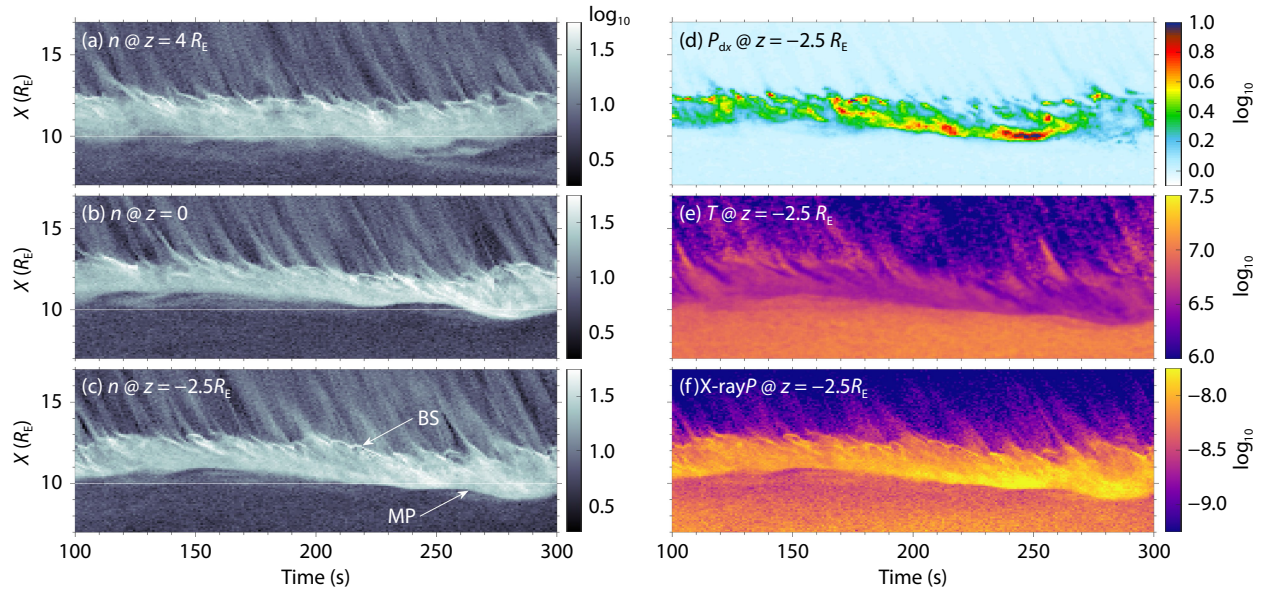 log₁₀
(a) n @ z = 4 R_E
15
10
X (R_E)
1.5
1.0
0.5
(b) n @ z = 0
15
10
X (R_E)
1.5
1.0
0.5
(c) n @ z = −2.5R_E
15
10
X (R_E)
BS
MP
1.5
1.0
0.5
100 150 200 250 300
Time (s)
(d) P_dx @ z = −2.5 R_E
1.0
0.8
0.6
0.4
0.2
0.0
log₁₀
(e) T @ z = −2.5 R_E
7.5
7.0
6.5
6.0
log₁₀
(f)X-rayP @ z = −2.5R_E
−8.0
−8.5
−9.0
log₁₀
100 150 200 250 300
Time (s)